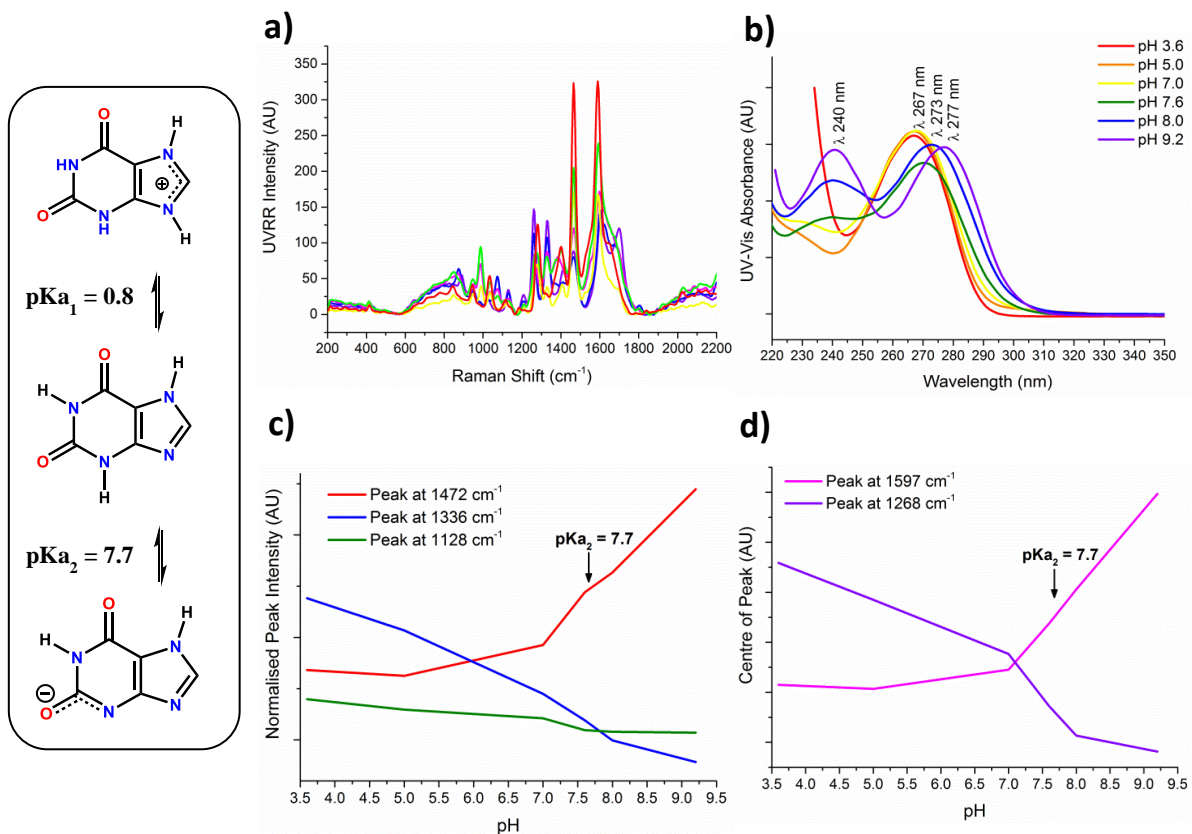 O
H
HN
N
⊕
O
N
H
N
H
pKa₁ = 0.8
O
H
H
N
N
O
N
N
H
pKa₂ = 7.7
O
H
H
N
N
⊖
O
N
N
a)
UVRR Intensity (AU)
350
300
250
200
150
100
50
0
200 400 600 800 1000 1200 1400 1600 1800 2000 2200
Raman Shift (cm⁻¹)
b)
UV-Vis Absorbance (AU)
λ 240 nm
λ 267 nm
λ 273 nm
λ 277 nm
pH 3.6
pH 5.0
pH 7.0
pH 7.6
pH 8.0
pH 9.2
220 230 240 250 260 270 280 290 300 310 320 330 340 350
Wavelength (nm)
c)
Normalised Peak Intensity (AU)
Peak at 1472 cm⁻¹
Peak at 1336 cm⁻¹
Peak at 1128 cm⁻¹
pKa₂ = 7.7
3.5 4.0 4.5 5.0 5.5 6.0 6.5 7.0 7.5 8.0 8.5 9.0 9.5
pH
d)
Centre of Peak (AU)
Peak at 1597 cm⁻¹
Peak at 1268 cm⁻¹
pKa₂ = 7.7
3.5 4.0 4.5 5.0 5.5 6.0 6.5 7.0 7.5 8.0 8.5 9.0 9.5
pH